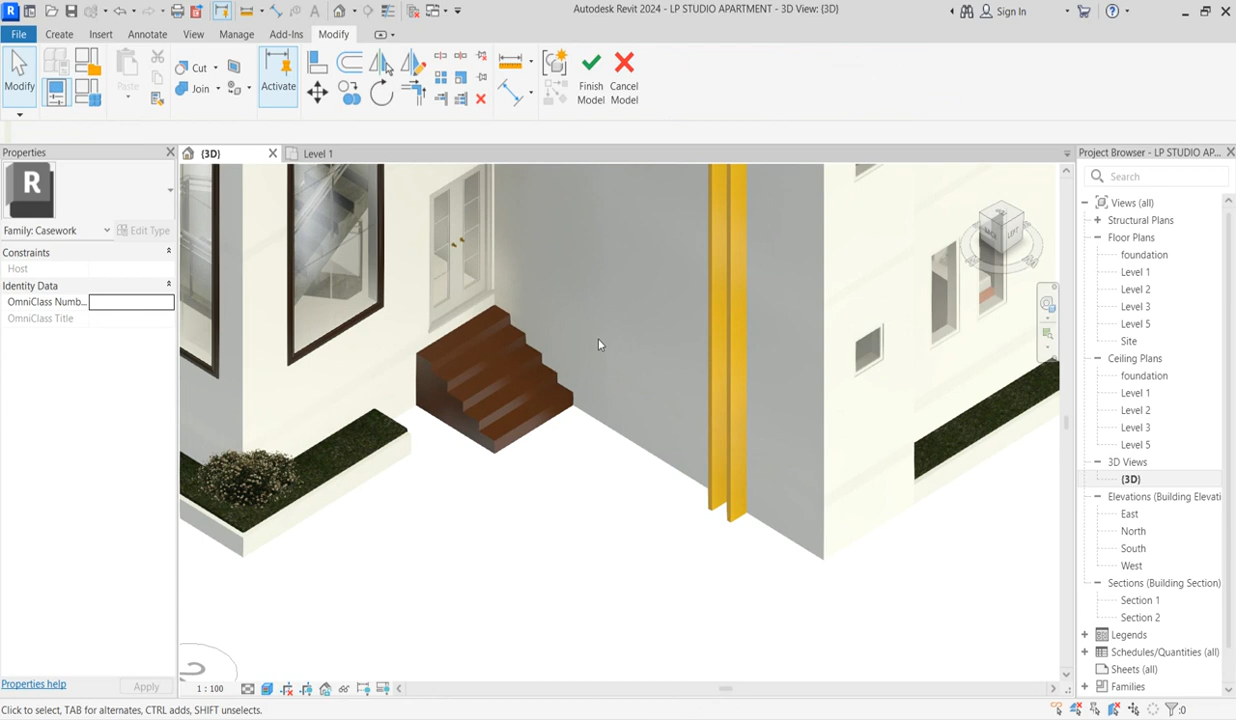 Autodesk Revit 2024 - LP STUDIO APARTMENT - 3D View: {3D}
Sign In
File Create Insert Annotate View Manage Add-Ins Modify
Modify
Paste
Cut
Join
Activate
Finish Model
Cancel Model
Properties
{3D}
Level 1
Project Browser - LP STUDIO AP...
R
Search
Family: Casework
Edit Type
Constraints
Host
Identity Data
OmniClass Numb...
OmniClass Title
Views (all)
Structural Plans
Floor Plans
foundation
Level 1
Level 2
Level 3
Level 5
Site
Ceiling Plans
foundation
Level 1
Level 2
Level 3
Level 5
3D Views
{3D}
Elevations (Building Elevati
East
North
South
West
Sections (Building Section)
Section 1
Section 2
Legends
Schedules/Quantities (all)
Sheets (all)
Families
BACK
LEFT
Properties help
Apply
1 : 100
Click to select, TAB for alternates, CTRL adds, SHIFT unselects.
:0